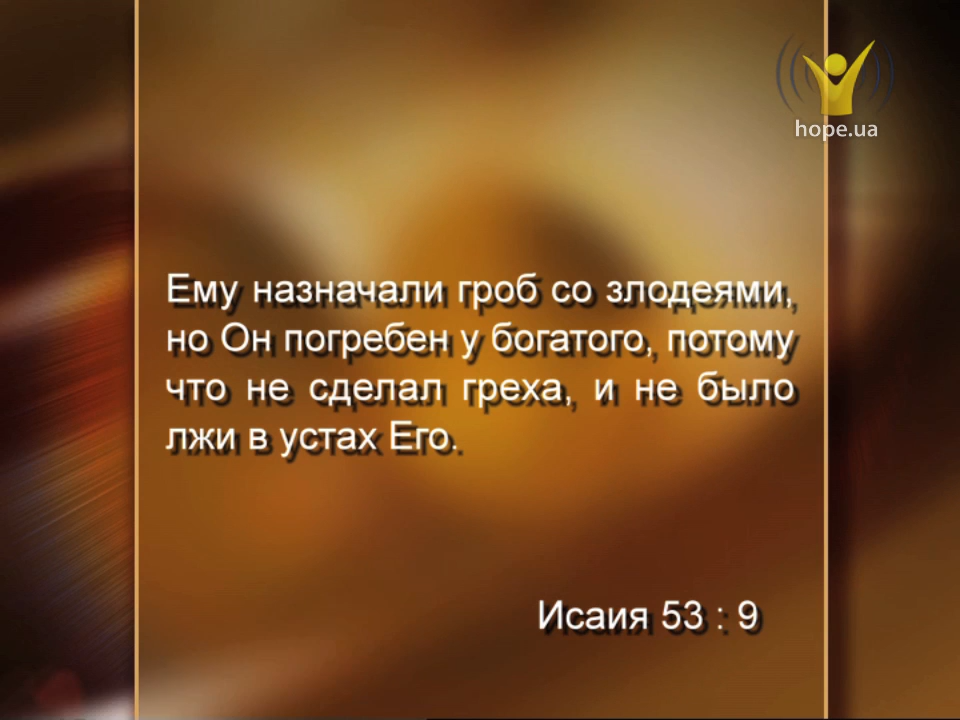 hope.ua
Ему назначали гроб со злодеями,
но Он погребен у богатого, потому
что не сделал греха, и не было
лжи в устах Его.
Исаия 53 : 9